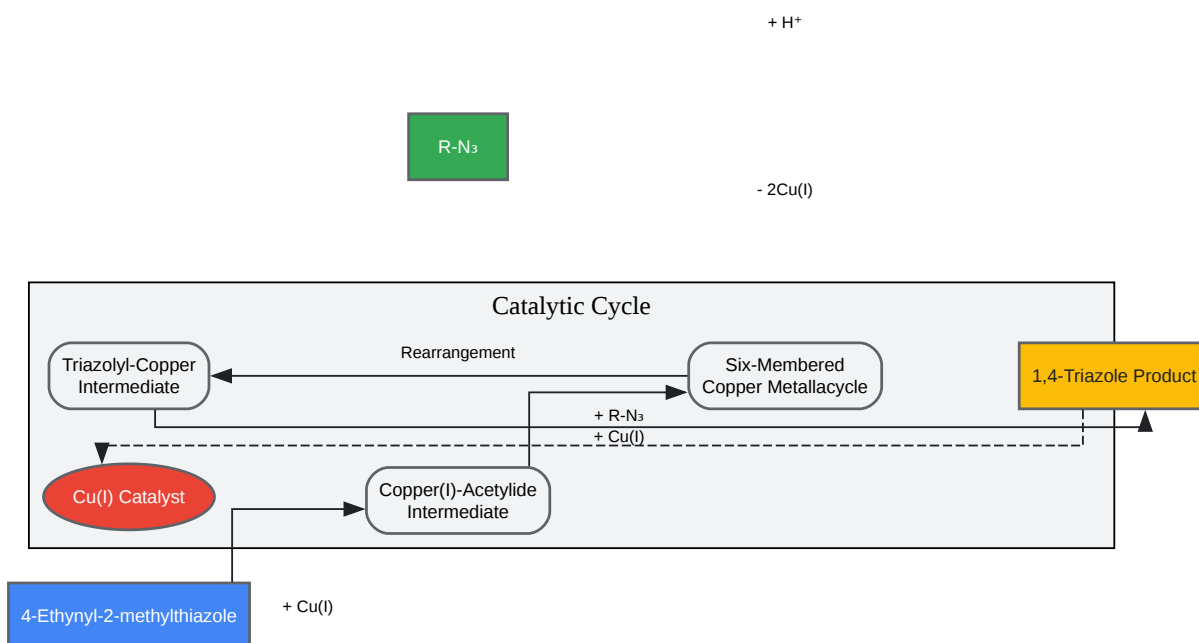 + H⁺
R-N₃
- 2Cu(I)
Catalytic Cycle
Triazolyl-Copper
Intermediate
Rearrangement
Six-Membered
Copper Metallacycle
1,4-Triazole Product
+ R-N₃
+ Cu(I)
Cu(I) Catalyst
Copper(I)-Acetylide
Intermediate
4-Ethynyl-2-methylthiazole
+ Cu(I)